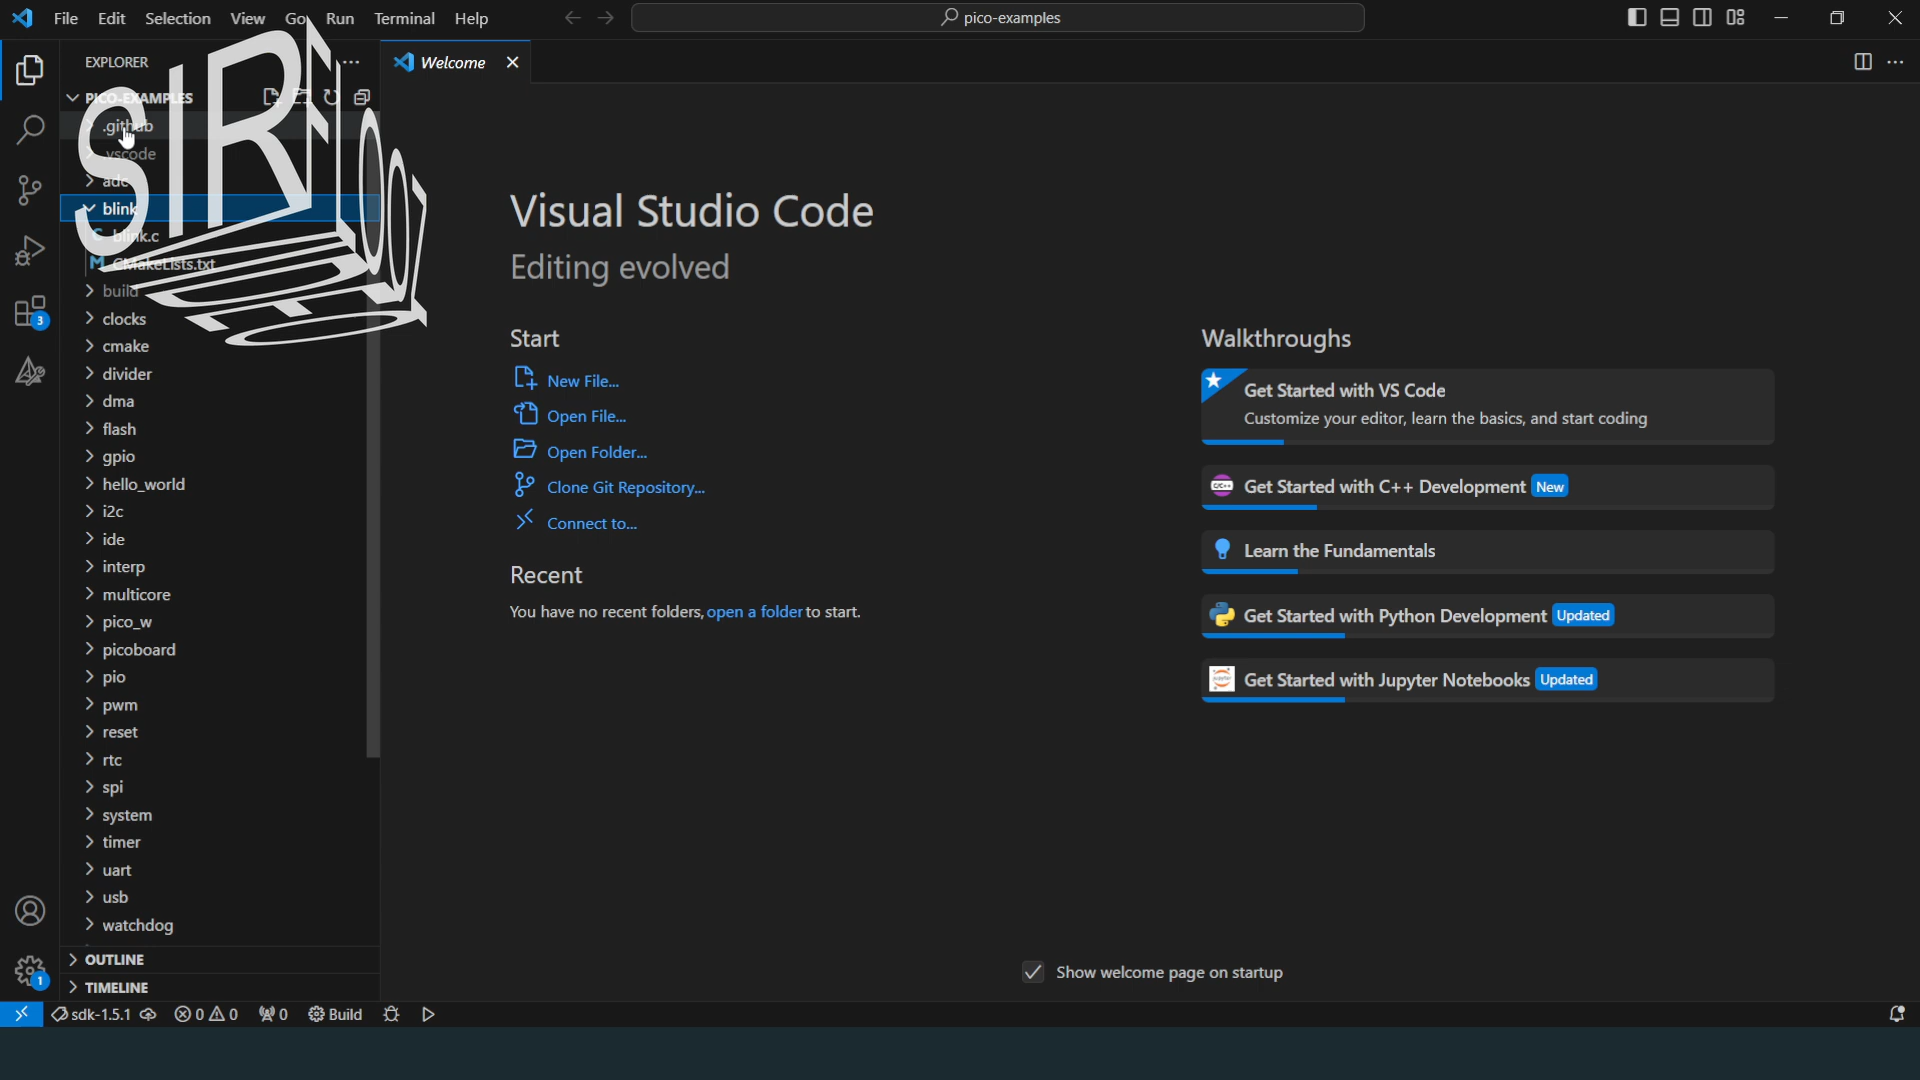 File Edit Selection View Go Run Terminal Help
pico-examples
EXPLORER
Welcome
PICO-EXAMPLES
.github
.vscode
adc
blink
blink.c
CMakeLists.txt
build
clocks
cmake
divider
dma
flash
gpio
hello_world
i2c
ide
interp
multicore
pico_w
picoboard
pio
pwm
reset
rtc
spi
system
timer
uart
usb
watchdog
OUTLINE
TIMELINE
3
1
Visual Studio Code
Editing evolved
Start
New File...
Open File...
Open Folder...
Clone Git Repository...
Connect to...
Recent
You have no recent folders, open a folder to start.
Walkthroughs
Get Started with VS Code
Customize your editor, learn the basics, and start coding
Get Started with C++ Development New
Learn the Fundamentals
Get Started with Python Development Updated
Get Started with Jupyter Notebooks Updated
Show welcome page on startup
sdk-1.5.1 0 0 0 Build